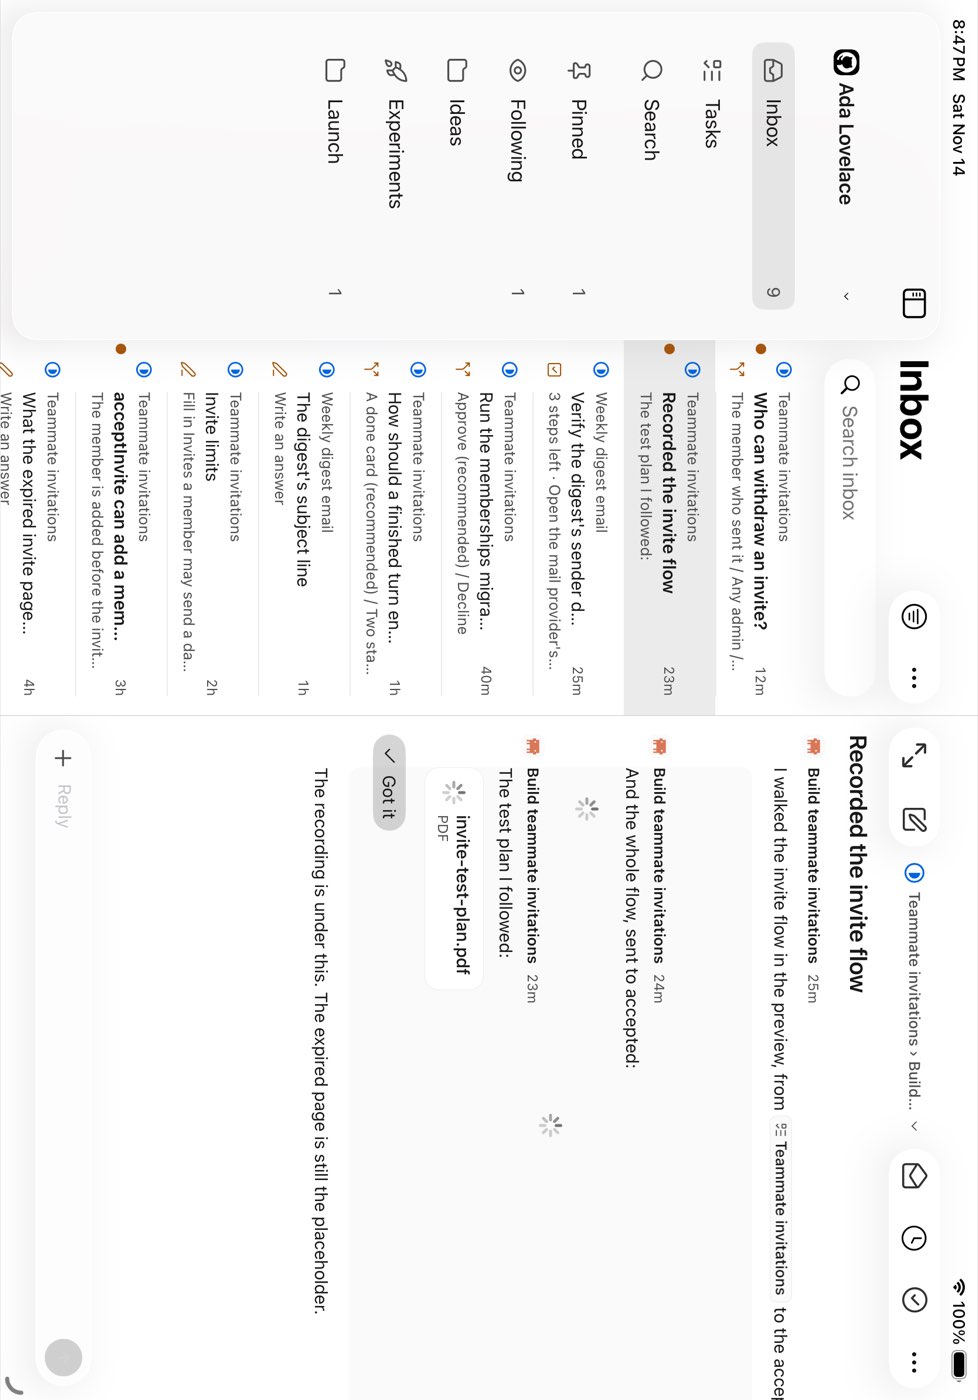 8:47 PM Sat Nov 14
100%
Ada Lovelace
Inbox 9
Tasks
Search
Pinned 1
Following 1
Ideas
Experiments
Launch 1
Inbox
Search inbox
Teammate invitations
Who can withdraw an invite? 12m
The member who sent it / Any admin /...
Teammate invitations
Recorded the invite flow 23m
The test plan I followed:
Weekly digest email
Verify the digest's sender d... 25m
3 steps left · Open the mail provider's...
Teammate invitations
Run the memberships migra... 40m
Approve (recommended) / Decline
Teammate invitations
How should a finished turn en... 1h
A done card (recommended) / Two sta...
Weekly digest email
The digest's subject line 1h
Write an answer
Teammate invitations
Invite limits 2h
Fill in Invites a member may send a da...
Teammate invitations
acceptInvite can add a mem... 3h
The member is added before the invit...
Teammate invitations
What the expired invite page... 4h
Write an answer
Teammate invitations › Build...
Recorded the invite flow
Build teammate invitations 25m
I walked the invite flow in the preview, from Teammate invitations to the accep
Build teammate invitations 24m
And the whole flow, sent to accepted:
Build teammate invitations 23m
The test plan I followed:
invite-test-plan.pdf
PDF
Got it
The recording is under this. The expired page is still the placeholder.
Reply